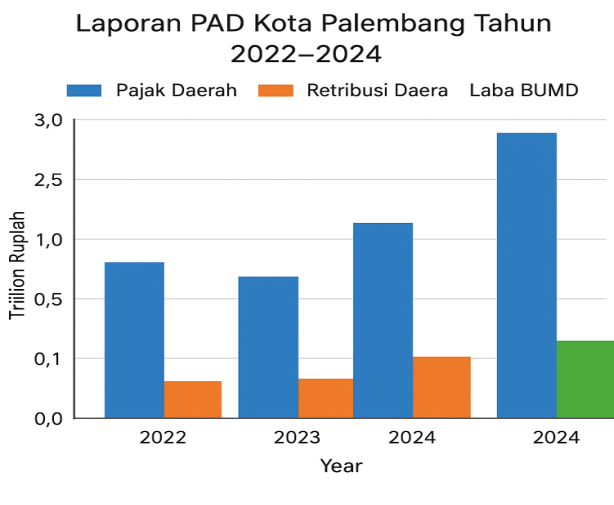 Laporan PAD Kota Palembang Tahun
2022–2024
Pajak Daerah Retribusi Daera Laba BUMD
3,0
2,5
1,0
0,5
0,1
0,0
Triillion Ruplah
2022 2023 2024 2024
Year